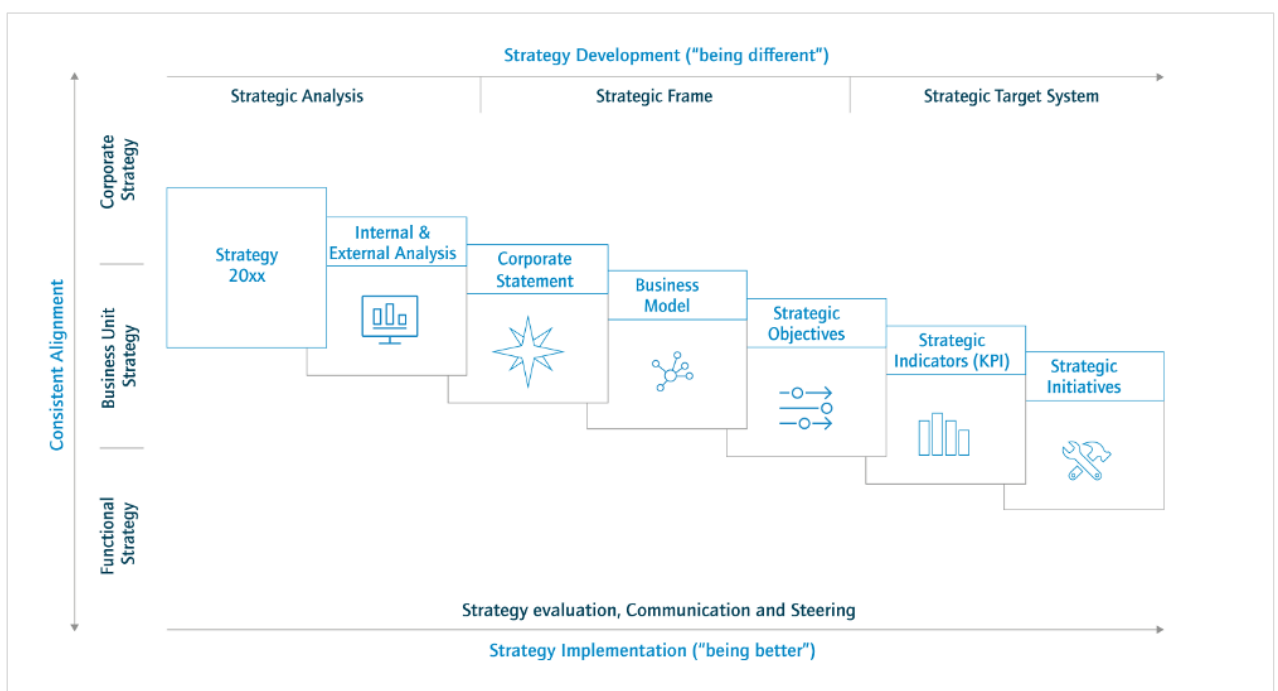 Strategy Development (“being different”)
Strategic Analysis
Strategic Frame
Strategic Target System
Consistent Alignment
Corporate
Strategy
Business Unit
Strategy
Functional
Strategy
Strategy
20xx
Internal &
External Analysis
Corporate
Statement
Business
Model
Strategic
Objectives
Strategic
Indicators (KPI)
Strategic
Initiatives
Strategy evaluation, Communication and Steering
Strategy Implementation (“being better”)